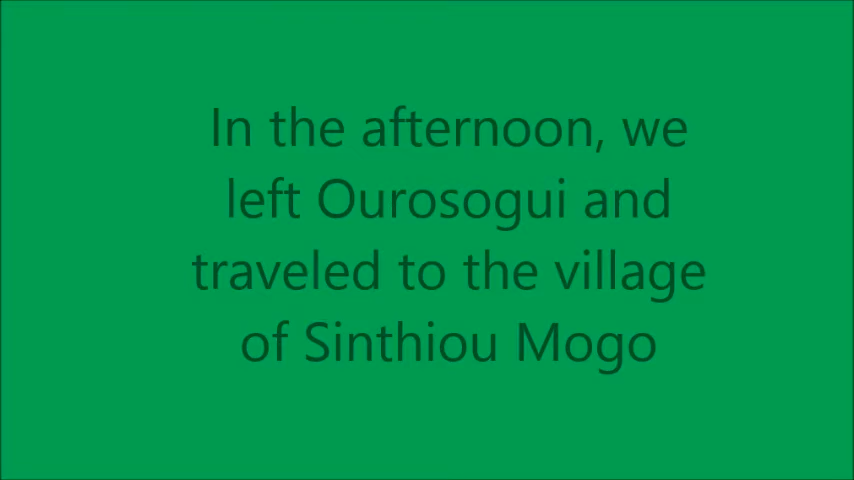 In the afternoon, we
left Ourosogui and
traveled to the village
of Sinthiou Mogo